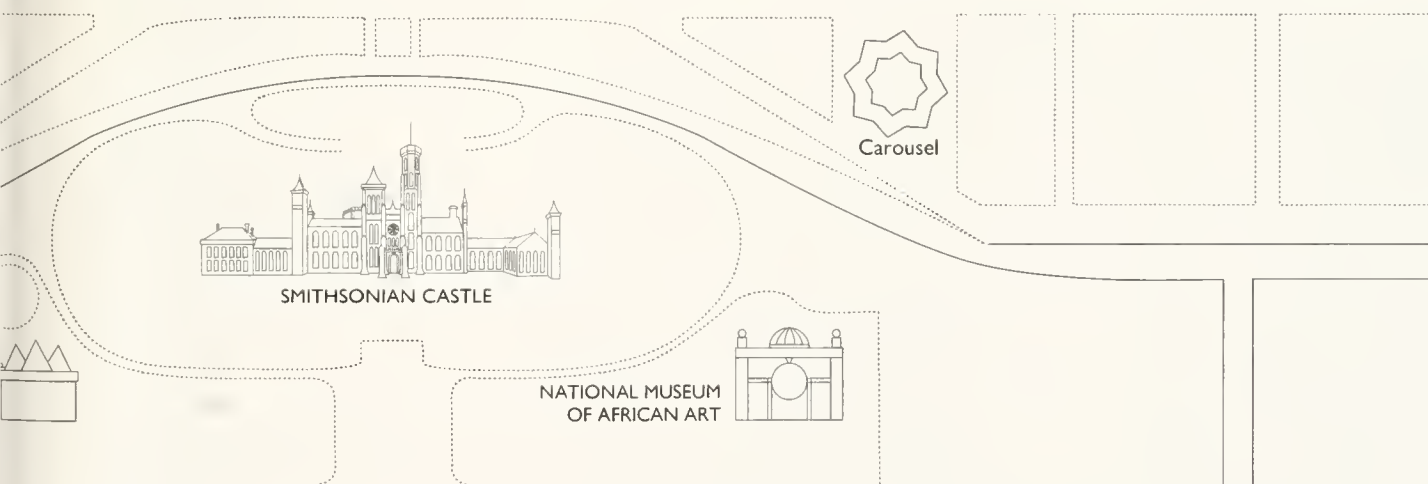 Carousel
SMITHSONIAN CASTLE
NATIONAL MUSEUM
OF AFRICAN ART